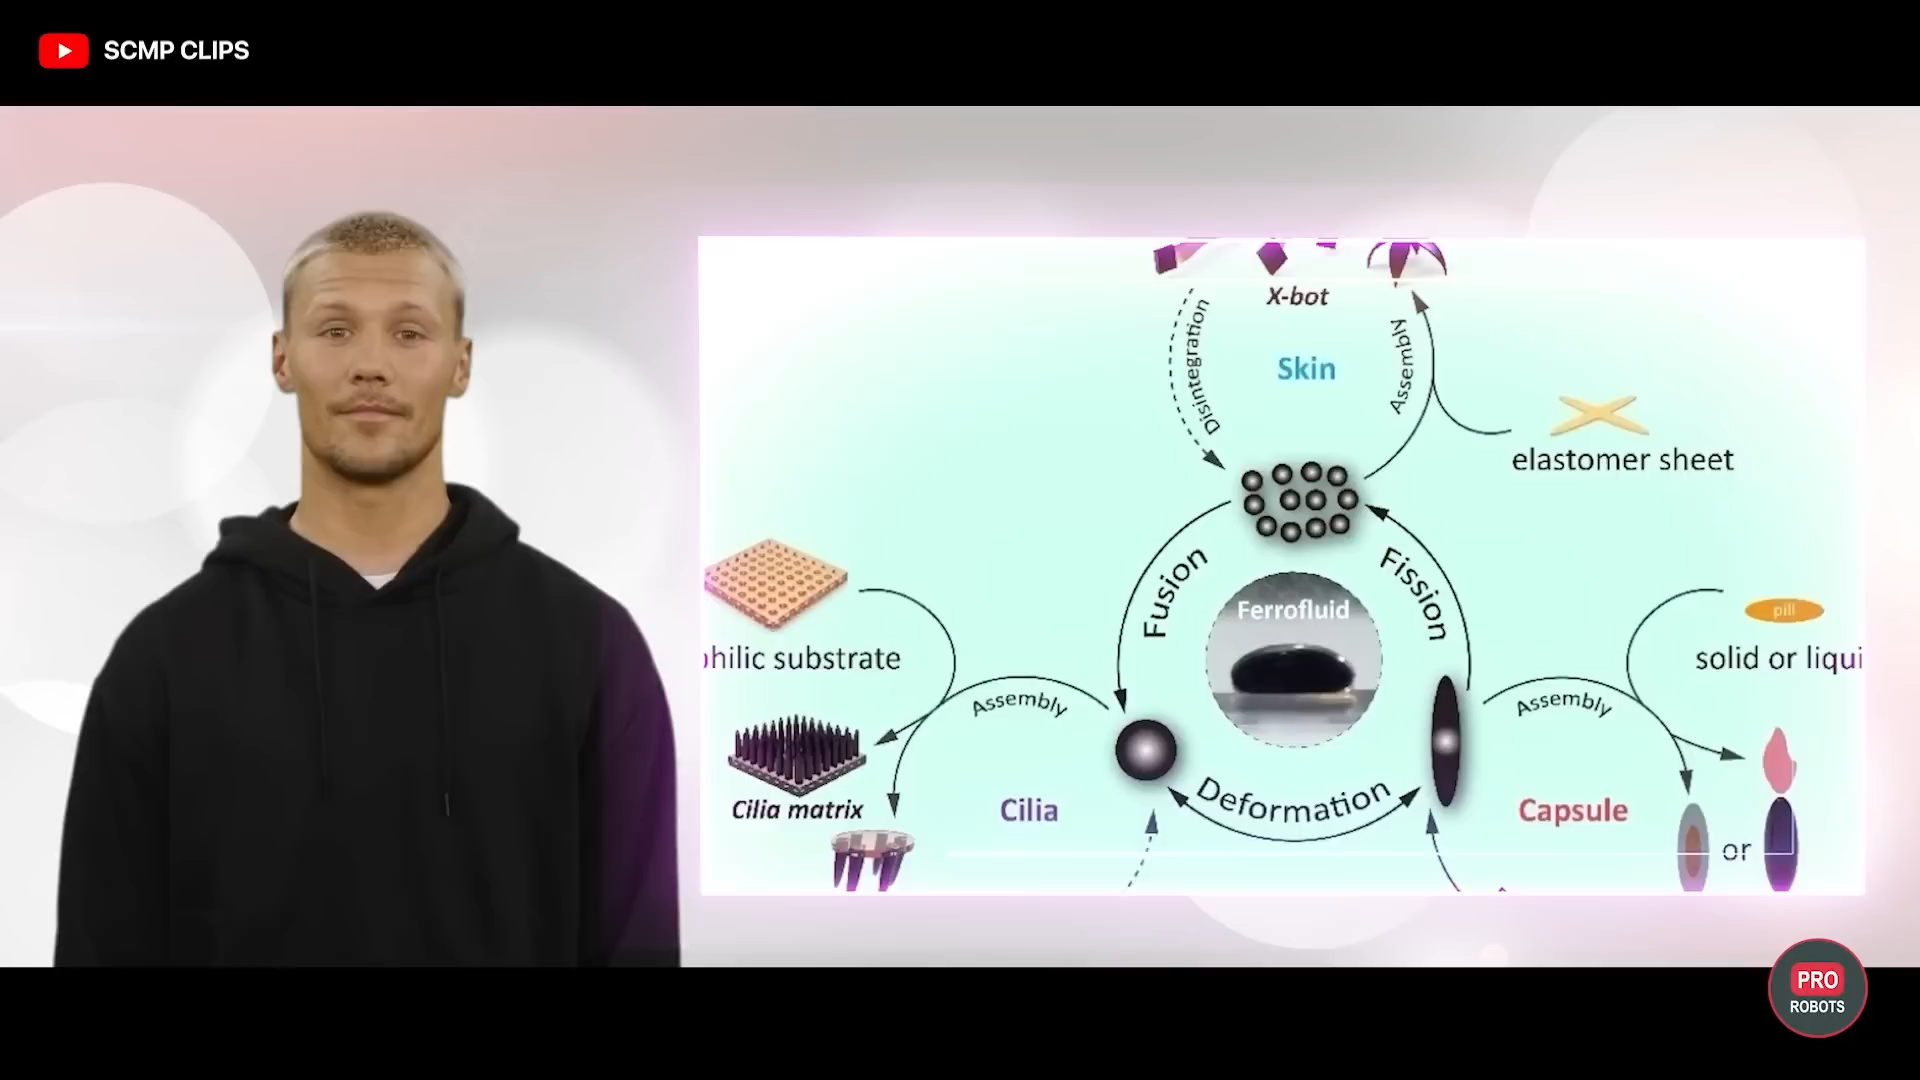 SCMP CLIPS
X-bot
Disintegration
Skin
Assembly
elastomer sheet
Fusion
Fission
Ferrofluid
pill
philic substrate
solid or liqui
Assembly
Assembly
Deformation
Cilia matrix
Cilia
Capsule
or
PRO
ROBOTS